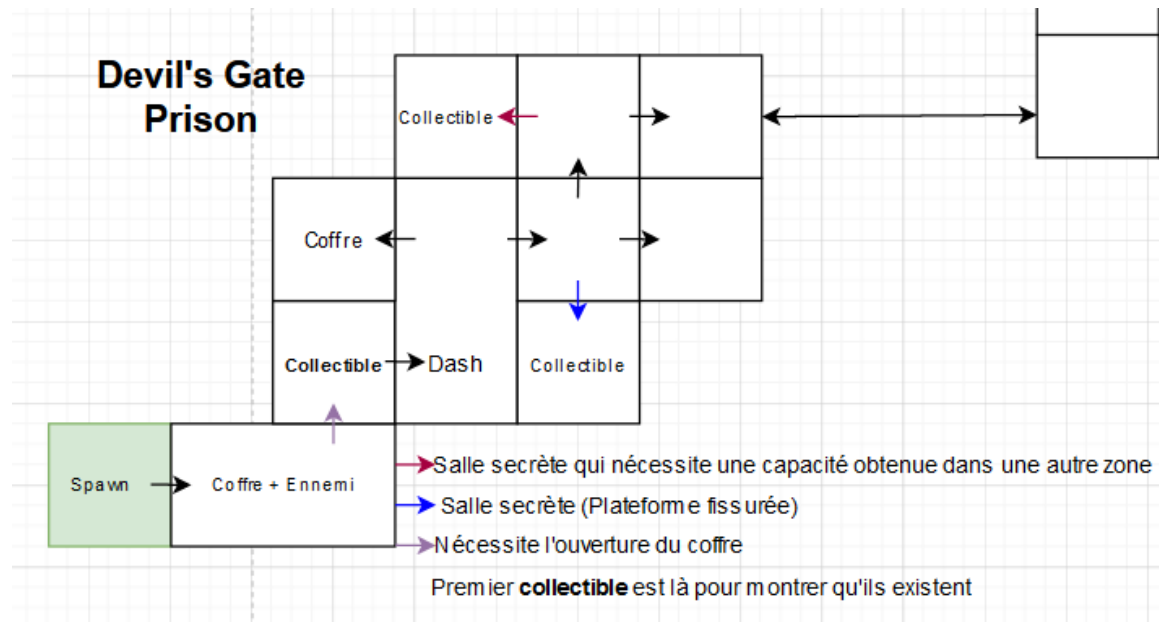 Devil's Gate
Prison
Collectible
Coffre
Collectible
Dash
Collectible
Spawn
Coffre + Ennemi
Salle secrète qui nécessite une capacité obtenue dans une autre zone
Salle secrète (Plateforme fissurée)
Nécessite l'ouverture du coffre
Premier collectible est là pour montrer qu'ils existent